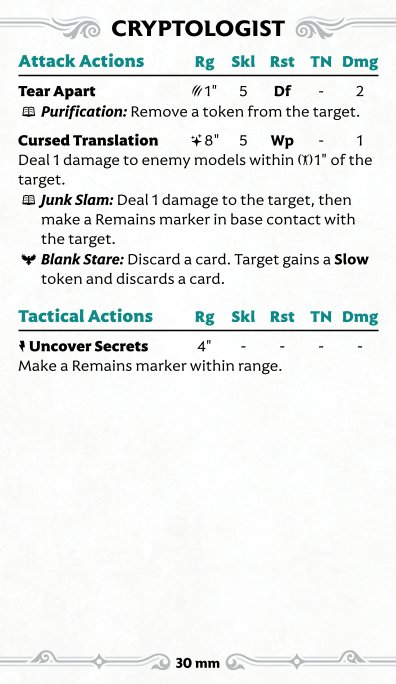 CRYPTOLOGIST
Attack Actions Rg Skl Rst TN Dmg
Tear Apart 1" 5 Df - 2
Purification: Remove a token from the target.
Cursed Translation 8" 5 Wp - 1
Deal 1 damage to enemy models within 1" of the
target.
Junk Slam: Deal 1 damage to the target, then
make a Remains marker in base contact with
the target.
Blank Stare: Discard a card. Target gains a Slow
token and discards a card.
Tactical Actions Rg Skl Rst TN Dmg
Uncover Secrets 4" - - - -
Make a Remains marker within range.
30 mm